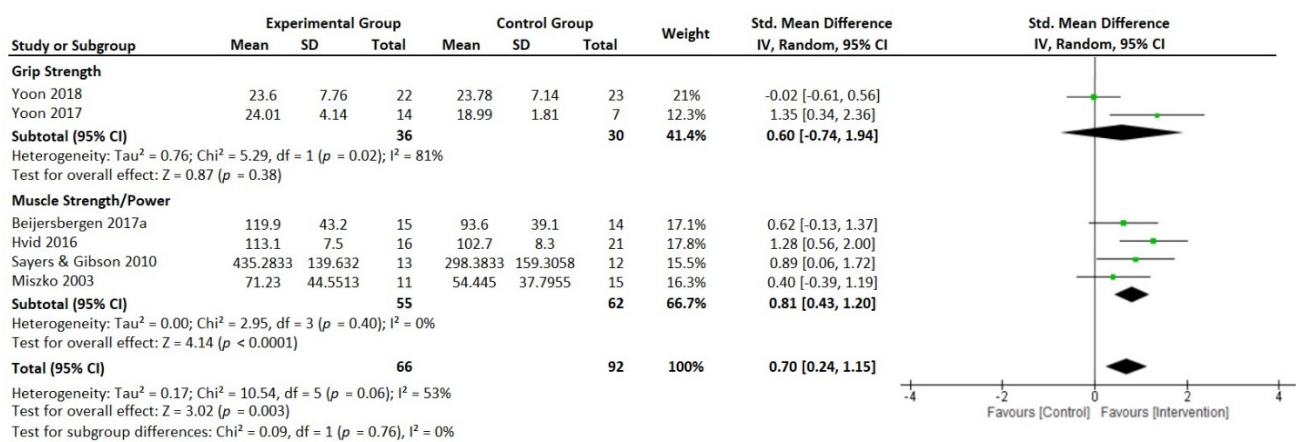 Experimental Group Control Group Weight Std. Mean Difference Std. Mean Difference
Study or Subgroup Mean SD Total Mean SD Total IV, Random, 95% CI IV, Random, 95% CI
Grip Strength
Yoon 2018 23.6 7.76 22 23.78 7.14 23 21% -0.02 [-0.61, 0.56]
Yoon 2017 24.01 4.14 14 18.99 1.81 7 12.3% 1.35 [0.34, 2.36]
Subtotal (95% CI) 36 30 41.4% 0.60 (-0.74, 1.94)
Heterogeneity: Tau² = 0.76; Chi² = 5.29, df = 1 (p = 0.02); I² = 81%
Test for overall effect: Z = 0.87 (p = 0.38)
Muscle Strength/Power
Beijersbergen 2017a 119.9 43.2 15 93.6 39.1 14 17.1% 0.62 [-0.13, 1.37]
Hvid 2016 113.1 7.5 16 102.7 8.3 21 17.8% 1.28 [0.56, 2.00]
Sayers & Gibson 2010 435.2833 139.632 13 298.3833 159.3058 12 15.5% 0.89 [0.06, 1.72]
Miszko 2003 71.23 44.5513 11 54.445 37.7955 15 16.3% 0.40 [-0.39, 1.19]
Subtotal (95% CI) 55 62 66.7% 0.81 [0.43, 1.20)
Heterogeneity: Tau² = 0.00; Chi² = 2.95, df = 3 (p = 0.40); I² = 0%
Test for overall effect: Z = 4.14 (p < 0.0001)
Total (95% CI) 66 92 100% 0.70 [0.24, 1.15]
Heterogeneity: Tau² = 0.17; Chi² = 10.54, df = 5 (p = 0.06); I² = 53%
Test for overall effect: Z = 3.02 (p = 0.003)
Test for subgroup differences: Chi² = 0.09, df = 1 (p = 0.76), I² = 0%
-4 -2 0 2 4
Favours [Control] Favours [Intervention]